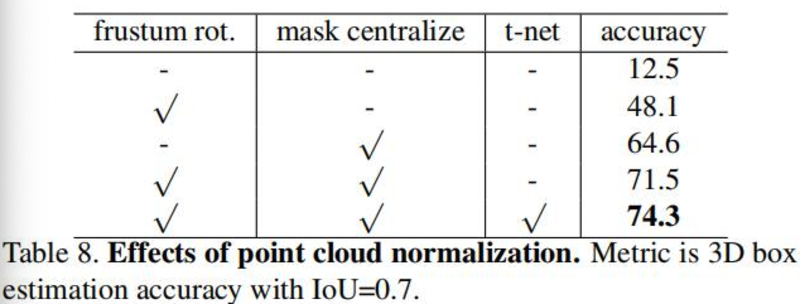 frustum rot. mask centralize t-net accuracy
- - - 12.5
√ - - 48.1
- √ - 64.6
√ √ - 71.5
√ √ √ 74.3
Table 8. Effects of point cloud normalization. Metric is 3D box
estimation accuracy with IoU=0.7.